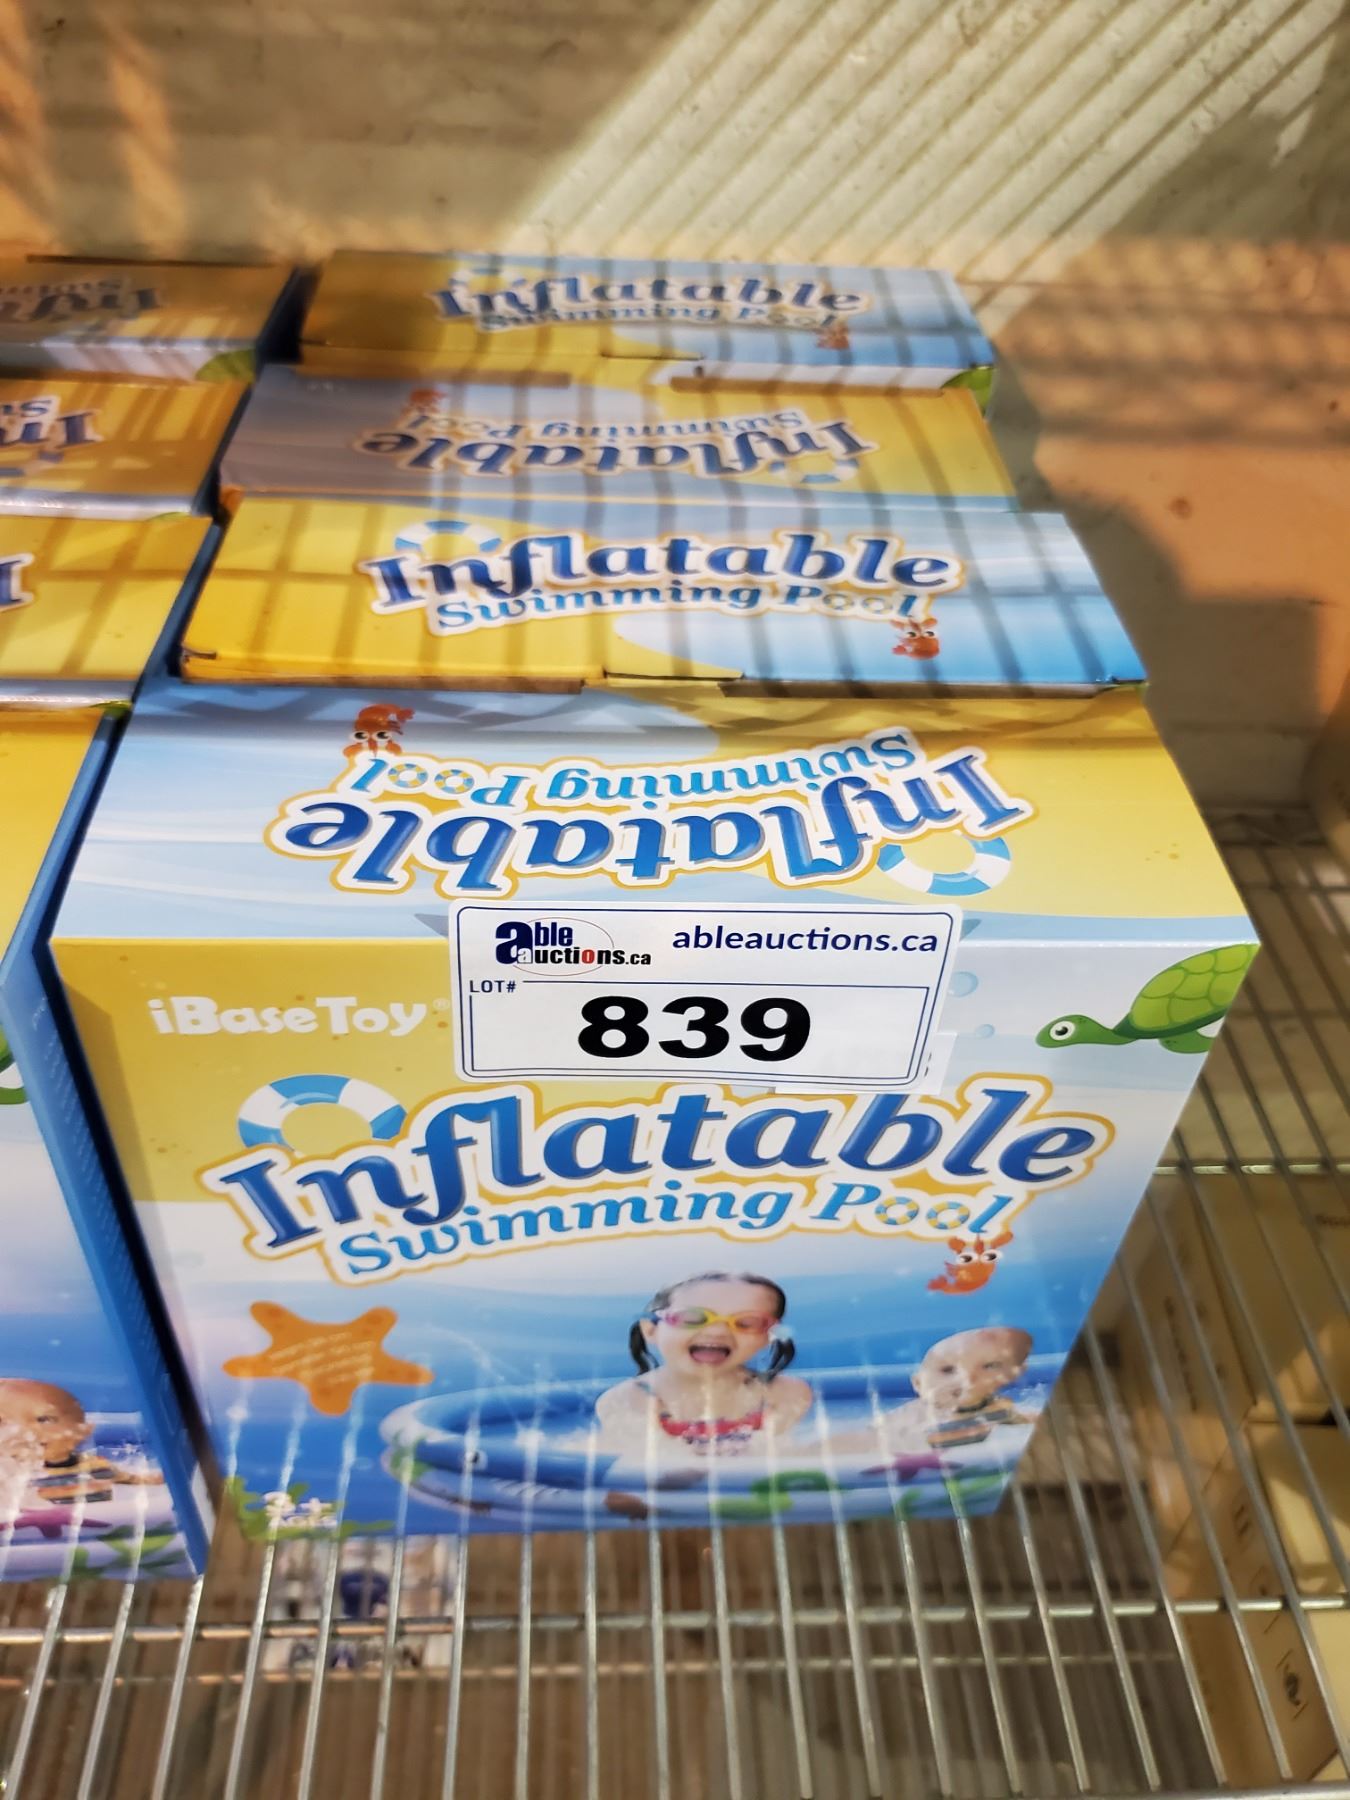 Inflatable
Swimming Pool
Inflatable
Swimming Pool
Inflatable
Swimming Pool
Inflatable
Swimming Pool
able auctions.ca
ableauctions.ca
LOT#
839
iBaseToy®
Inflatable
Swimming Pool